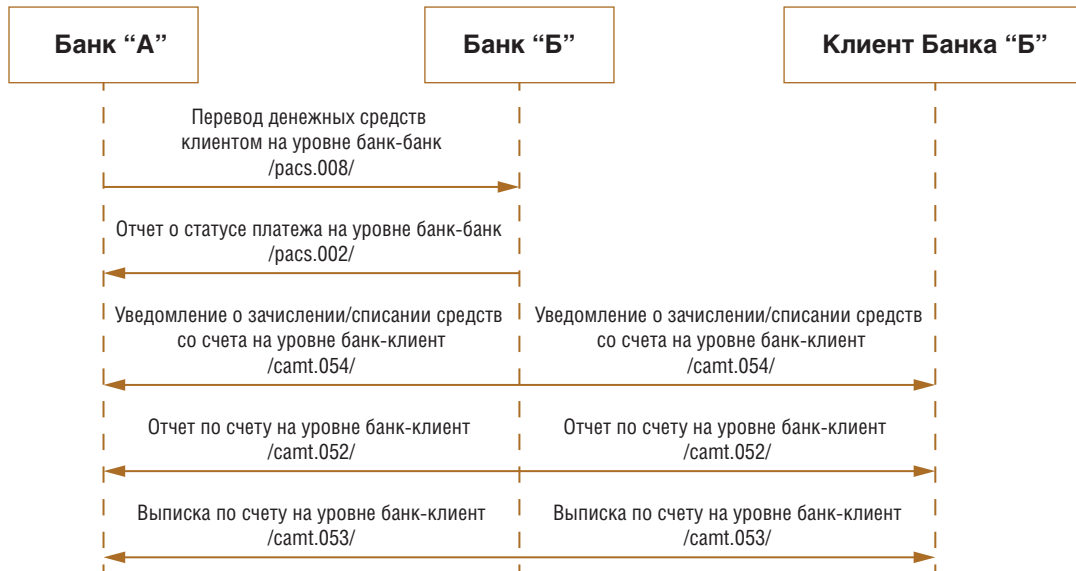 Банк “А”
Банк “Б”
Клиент Банка “Б”
Перевод денежных средств
клиентом на уровне банк-банк
/pacs.008/
Отчет о статусе платежа на уровне банк-банк
/pacs.002/
Уведомление о зачислении/списании средств
со счета на уровне банк-клиент
/camt.054/
Уведомление о зачислении/списании средств
со счета на уровне банк-клиент
/camt.054/
Отчет по счету на уровне банк-клиент
/camt.052/
Отчет по счету на уровне банк-клиент
/camt.052/
Выписка по счету на уровне банк-клиент
/camt.053/
Выписка по счету на уровне банк-клиент
/camt.053/